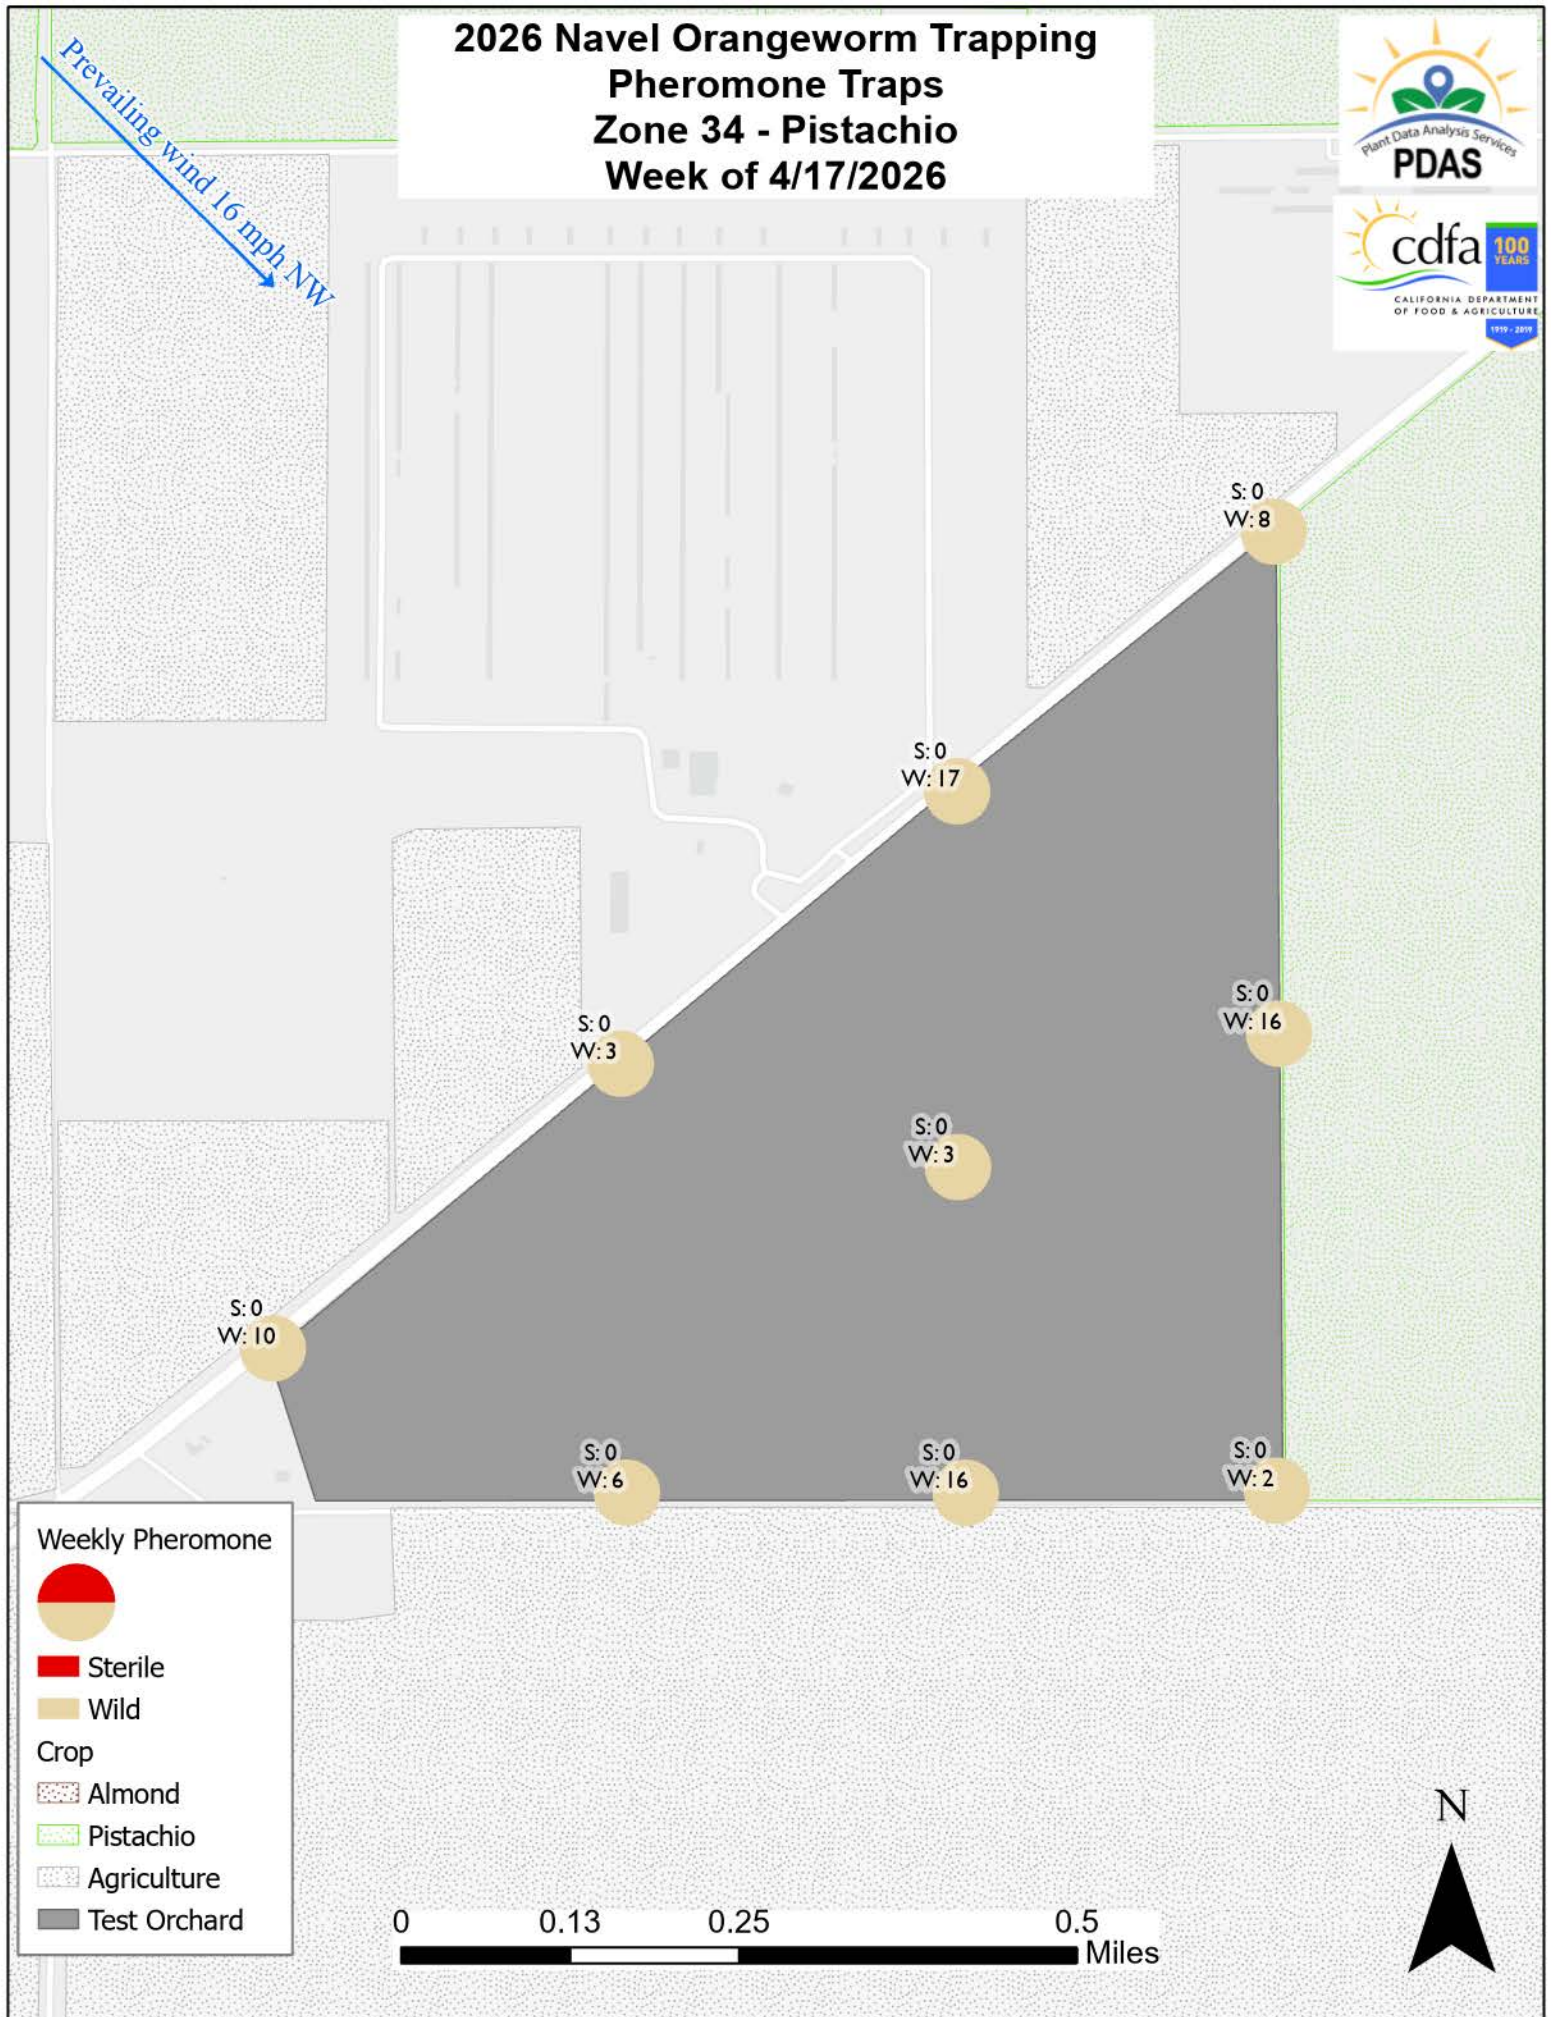 2026 Navel Orangeworm Trapping
Pheromone Traps
Zone 34 - Pistachio
Week of 4/17/2026
Prevailing wind 16 mph NW
Plant Data Analysis Services
PDAS
cdfa
100
YEARS
CALIFORNIA DEPARTMENT
OF FOOD & AGRICULTURE
1919 - 2019
S: 0
W: 8
S: 0
W: 17
S: 0
W: 16
S: 0
W: 3
S: 0
W: 3
S: 0
W: 10
S: 0
W: 6
S: 0
W: 16
S: 0
W: 2
Weekly Pheromone
Sterile
Wild
Crop
Almond
Pistachio
Agriculture
Test Orchard
0 0.13 0.25 0.5
Miles
N